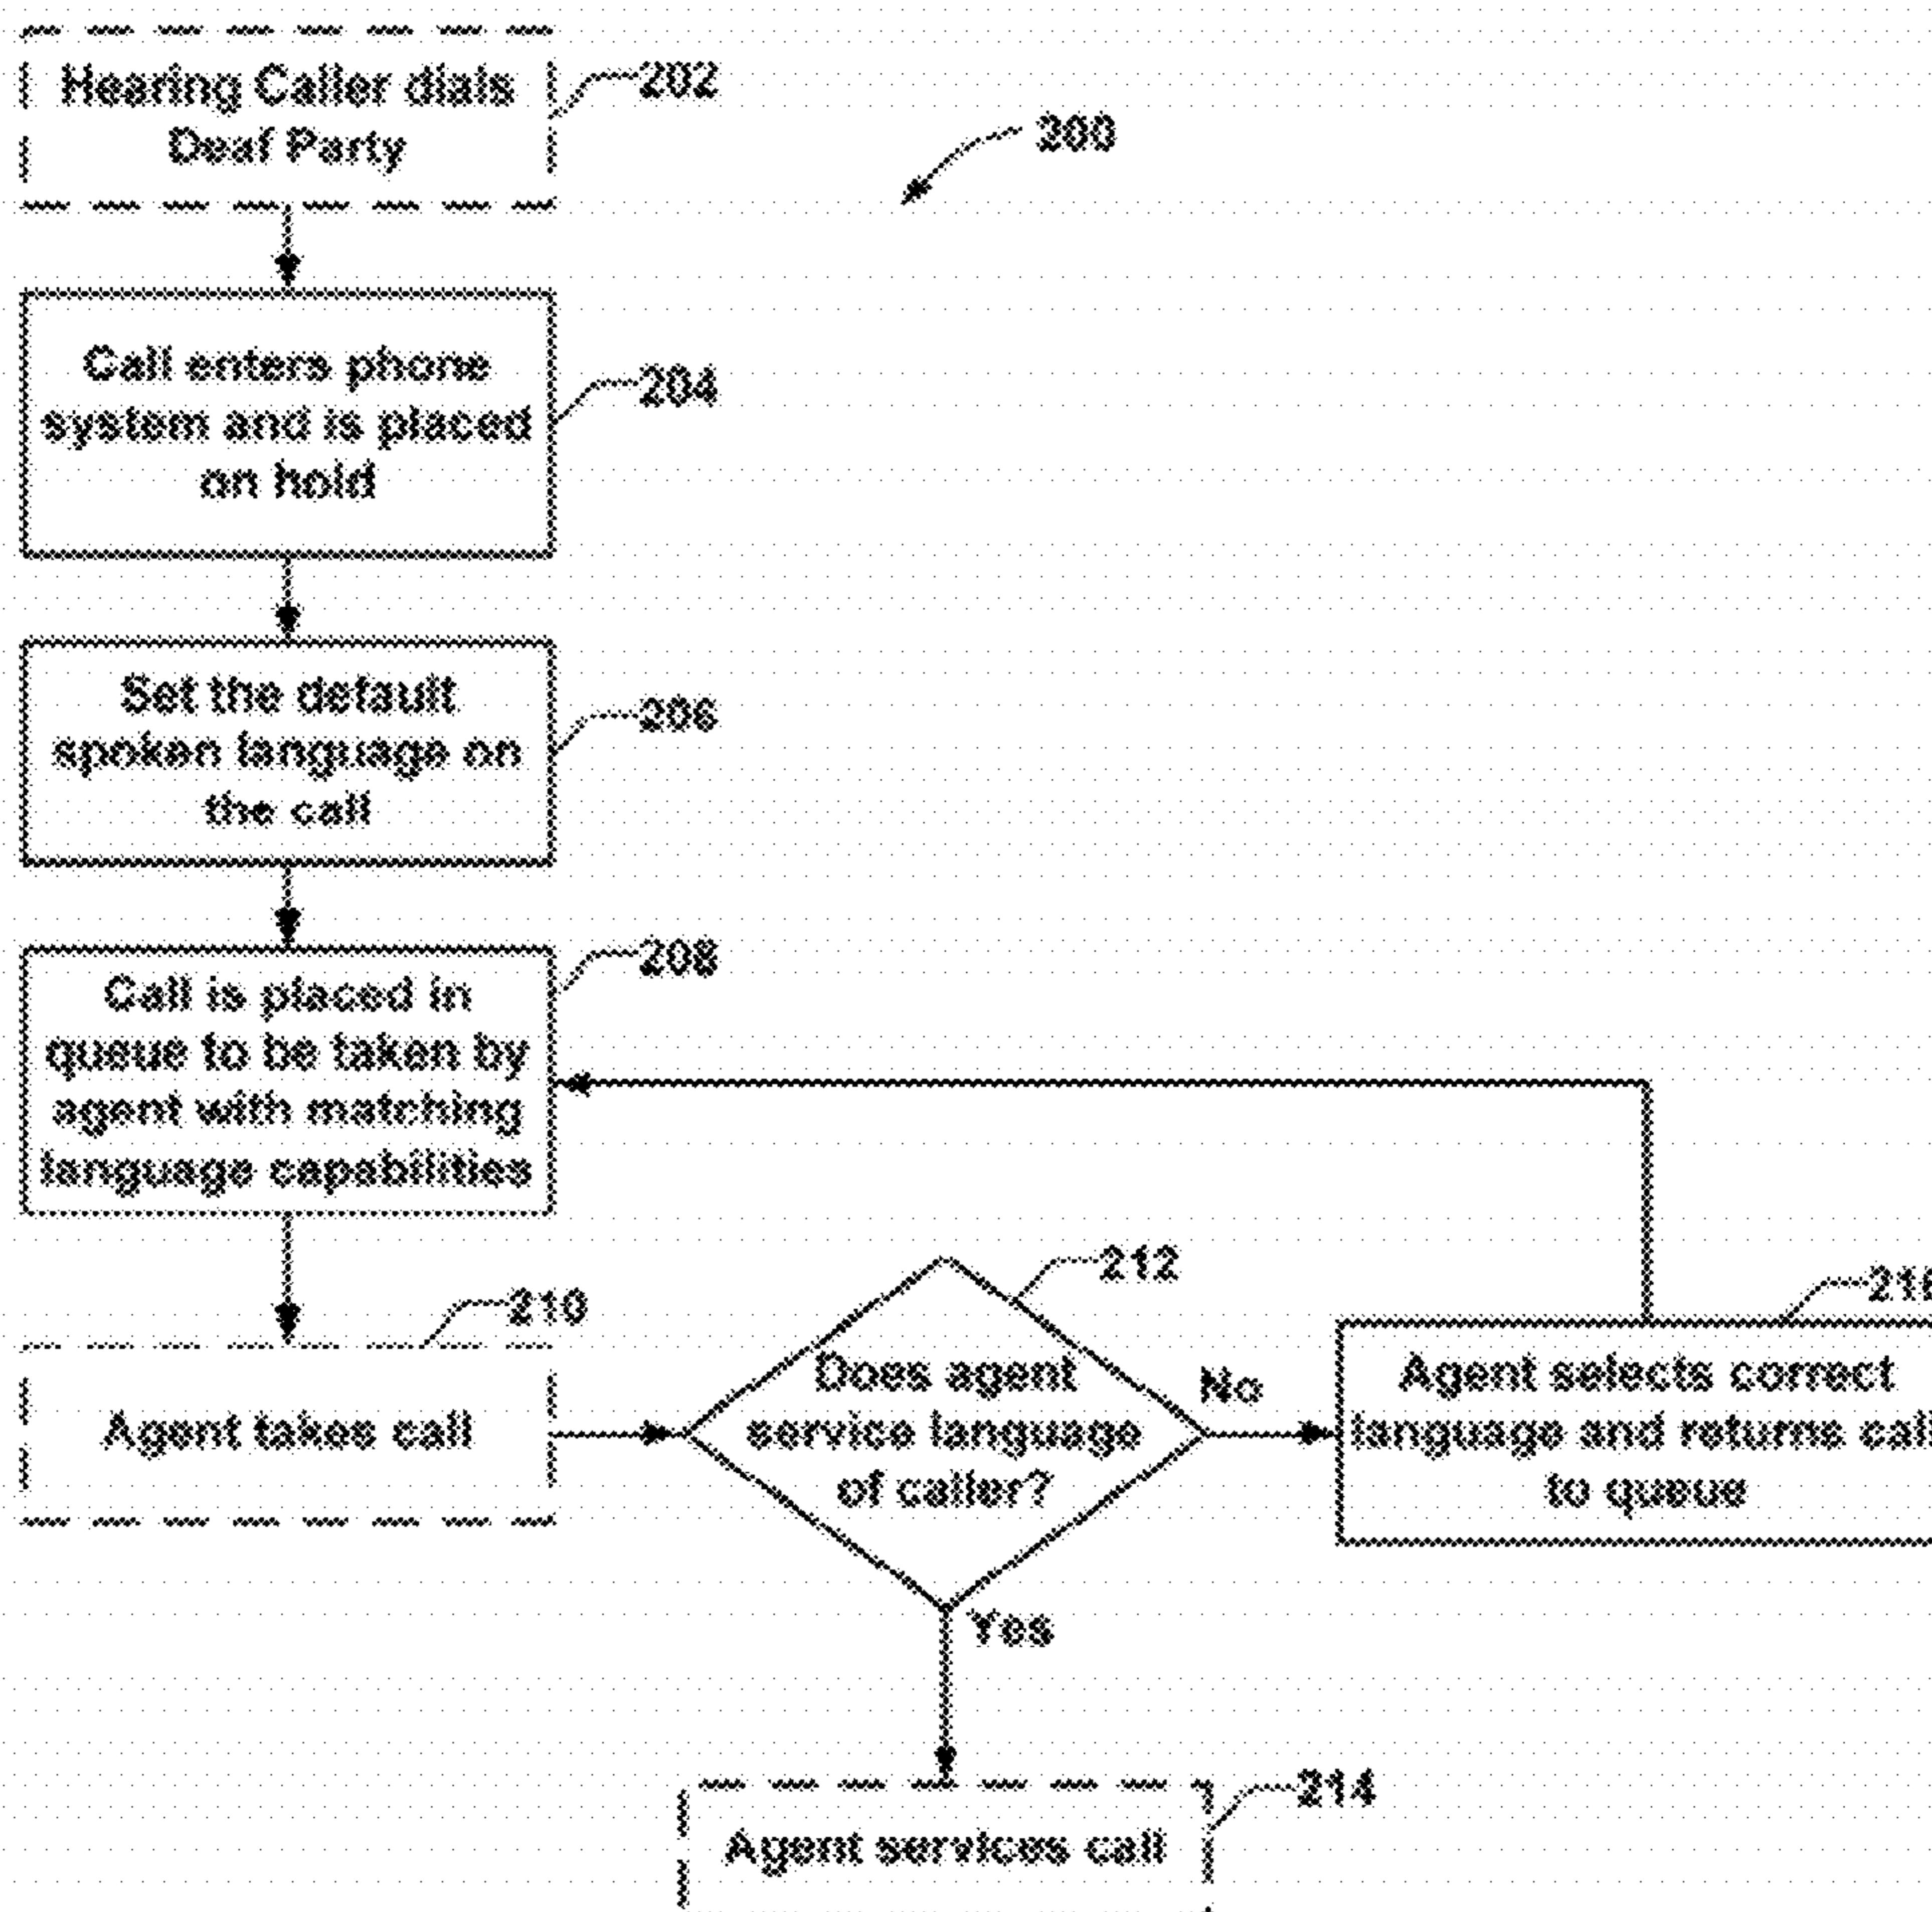 Hearing Caller dials
Deaf Party
202
200
Call enters phone
system and is placed
on hold
204
Set the default
spoken language on
the call
206
Call is placed in
queue to be taken by
agent with matching
language capabilities
208
210
Agent takes call
212
Does agent
service language
of caller?
No
Yes
Agent selects correct
language and returns call
to queue
214
Agent services call